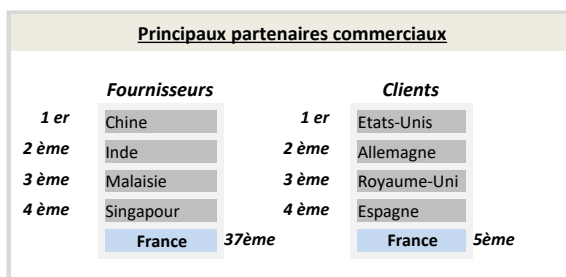 Principaux partenaires commerciaux
Fournisseurs Clients
1 er Chine 1 er Etats-Unis
2 ème Inde 2 ème Allemagne
3 ème Malaisie 3 ème Royaume-Uni
4 ème Singapour 4 ème Espagne
France 37ème France 5ème